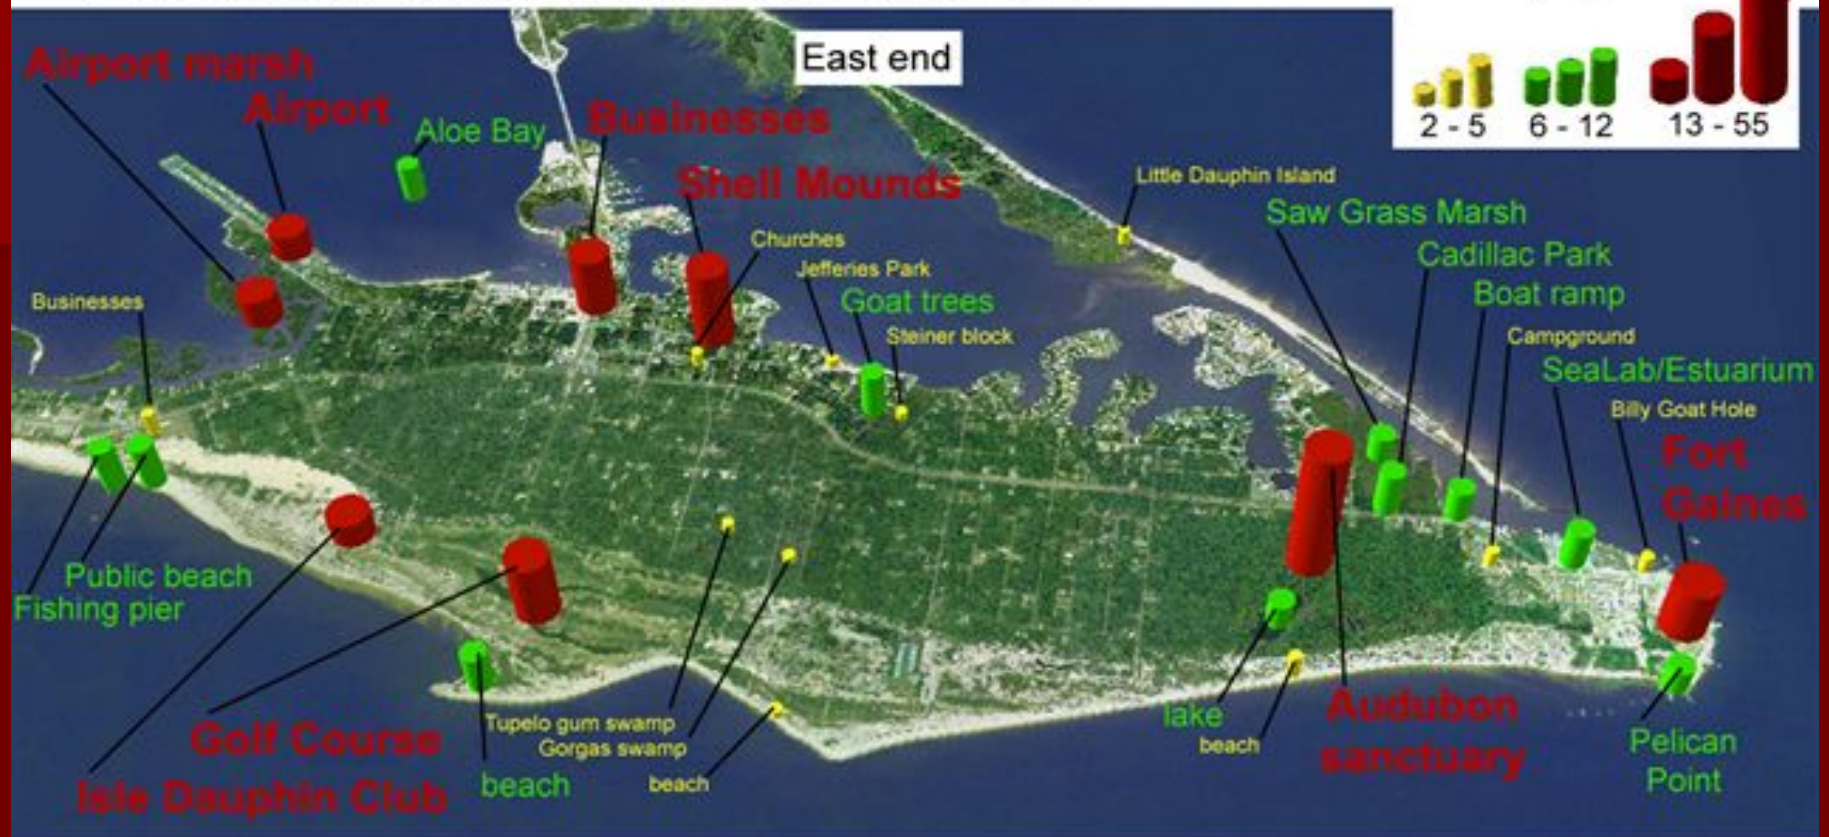 East end
2 - 5
6 - 12
13 - 55
Airport marsh
Airport
Aloe Bay
Businesses
Shell Mounds
Little Dauphin Island
Saw Grass Marsh
Churches
Cadillac Park
Jefferies Park
Goat trees
Boat ramp
Businesses
Steiner block
Campground
SeaLab/Estuarium
Billy Goat Hole
Fort
Gaines
Public beach
Fishing pier
Golf Course
Isle Dauphin Club
Tupelo gum swamp
Gorgas swamp
beach
beach
lake
beach
Audubon
sanctuary
Pelican
Point